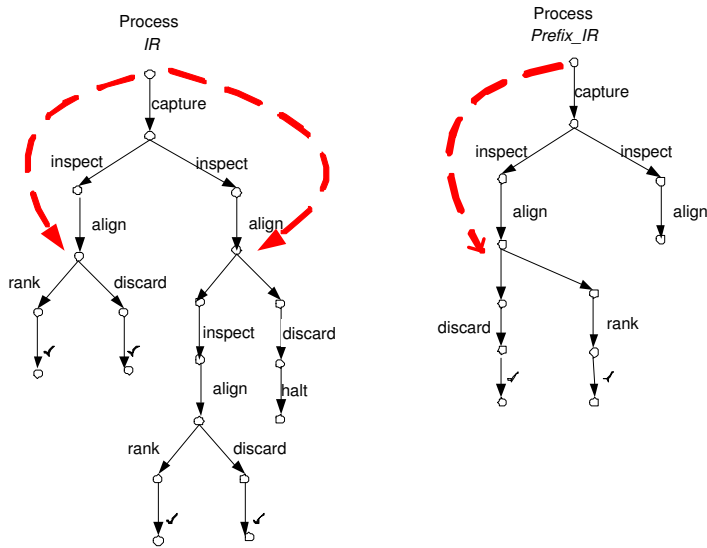 Process
IR
capture
inspect
inspect
align
align
rank
discard
✓
✓
inspect
discard
align
halt
rank
discard
✓
✓
Process
Prefix_IR
capture
inspect
inspect
align
align
discard
rank
✓
✓